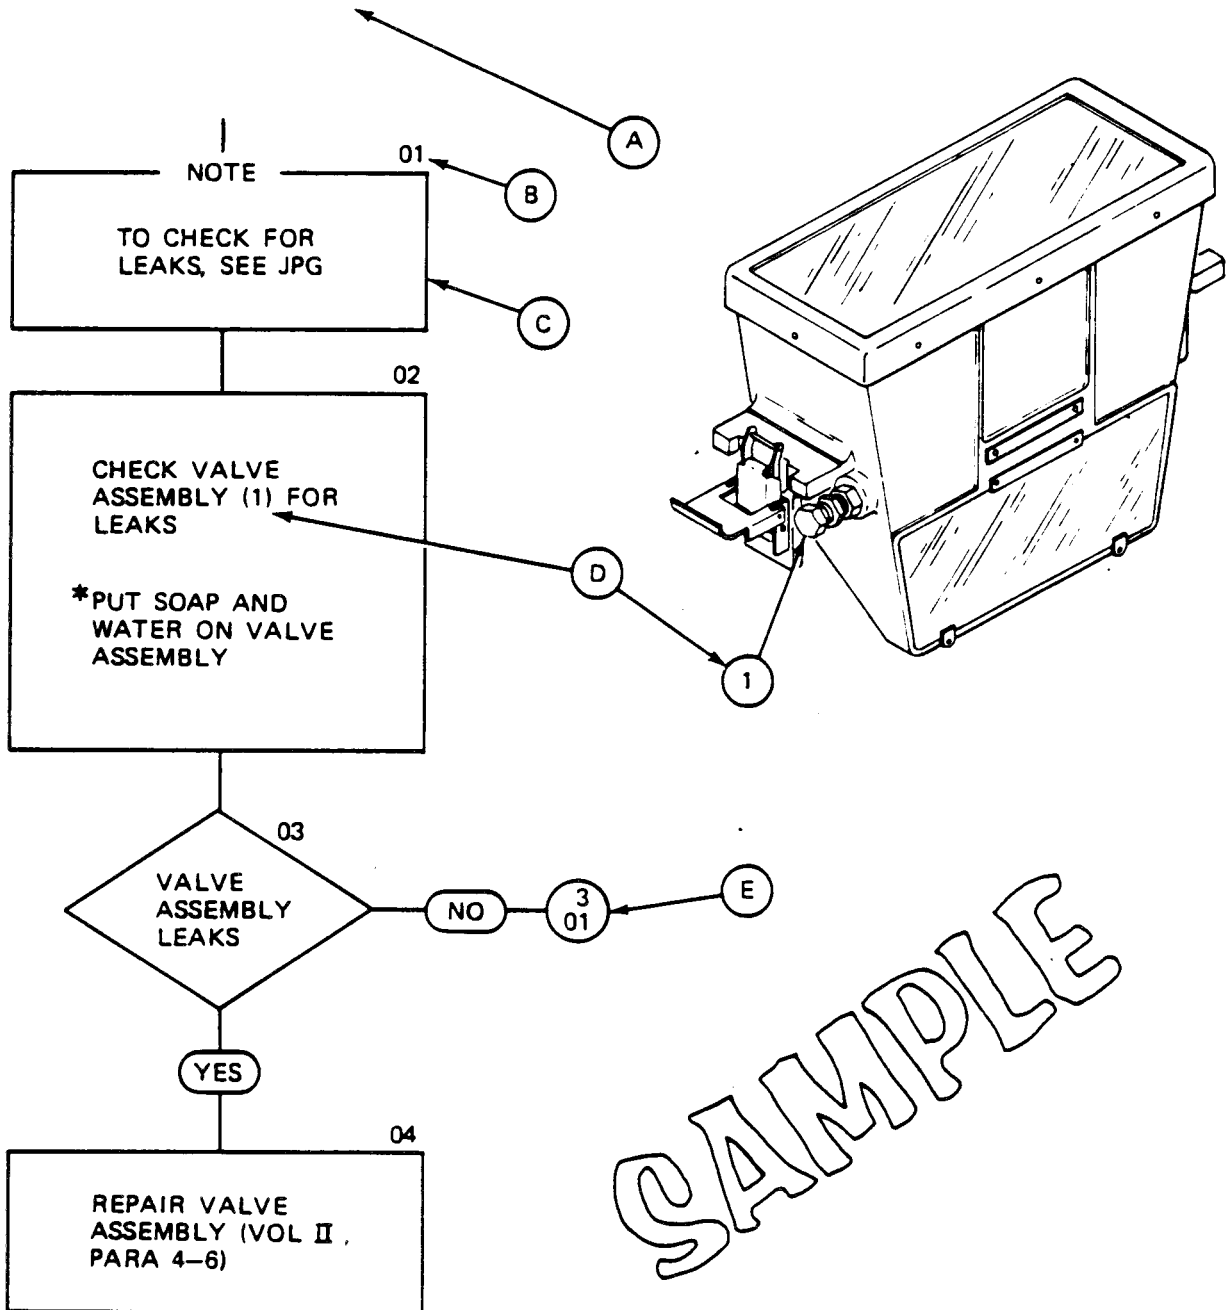 A
01
NOTE
B
TO CHECK FOR
LEAKS, SEE JPG
C
02
CHECK VALVE
ASSEMBLY (1) FOR
LEAKS
D
*PUT SOAP AND
WATER ON VALVE
ASSEMBLY
1
03
VALVE
ASSEMBLY
LEAKS
NO
3
01
E
YES
04
REPAIR VALVE
ASSEMBLY (VOL II,
PARA 4–6)
SAMPLE